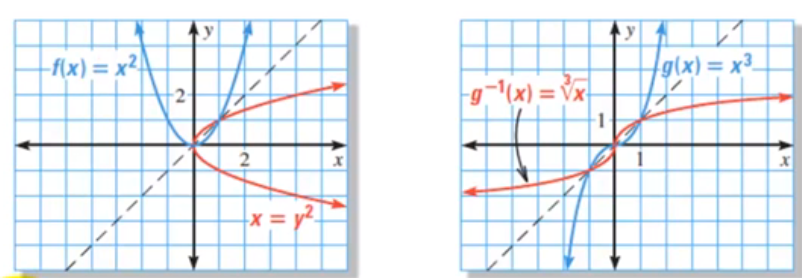 y
f(x) = x²
2
2
x
x = y²
y
g(x) = x³
g⁻¹(x) = ∛x
1
1
x